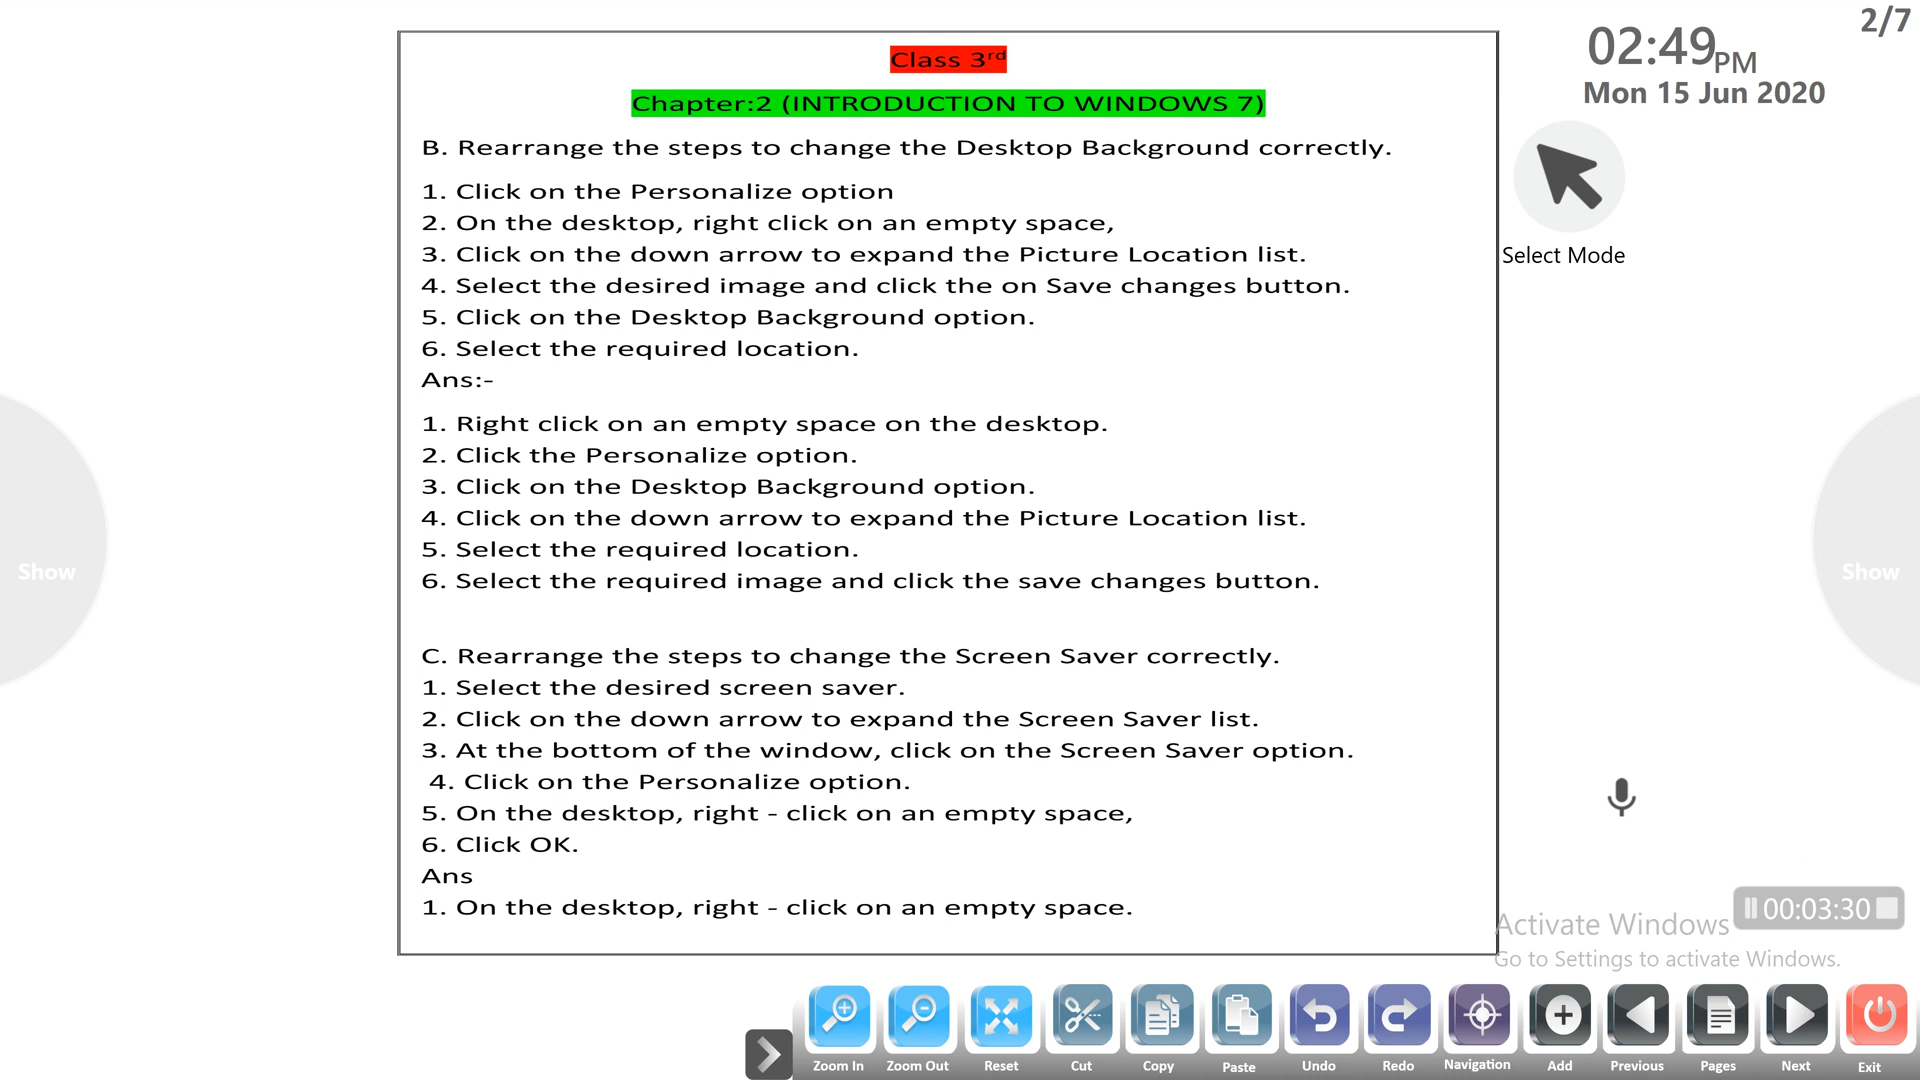 2/7
02:49PM
Mon 15 Jun 2020
Class 3rd
Chapter:2 (INTRODUCTION TO WINDOWS 7)
B. Rearrange the steps to change the Desktop Background correctly.
1. Click on the Personalize option
2. On the desktop, right click on an empty space,
3. Click on the down arrow to expand the Picture Location list.
4. Select the desired image and click the on Save changes button.
5. Click on the Desktop Background option.
6. Select the required location.
Ans:-
1. Right click on an empty space on the desktop.
2. Click the Personalize option.
3. Click on the Desktop Background option.
4. Click on the down arrow to expand the Picture Location list.
5. Select the required location.
6. Select the required image and click the save changes button.
C. Rearrange the steps to change the Screen Saver correctly.
1. Select the desired screen saver.
2. Click on the down arrow to expand the Screen Saver list.
3. At the bottom of the window, click on the Screen Saver option.
4. Click on the Personalize option.
5. On the desktop, right - click on an empty space,
6. Click OK.
Ans
1. On the desktop, right - click on an empty space.
Select Mode
Show
Show
00:03:30
Activate Windows
Go to Settings to activate Windows.
Zoom In
Zoom Out
Reset
Cut
Copy
Paste
Undo
Redo
Navigation
Add
Previous
Pages
Next
Exit